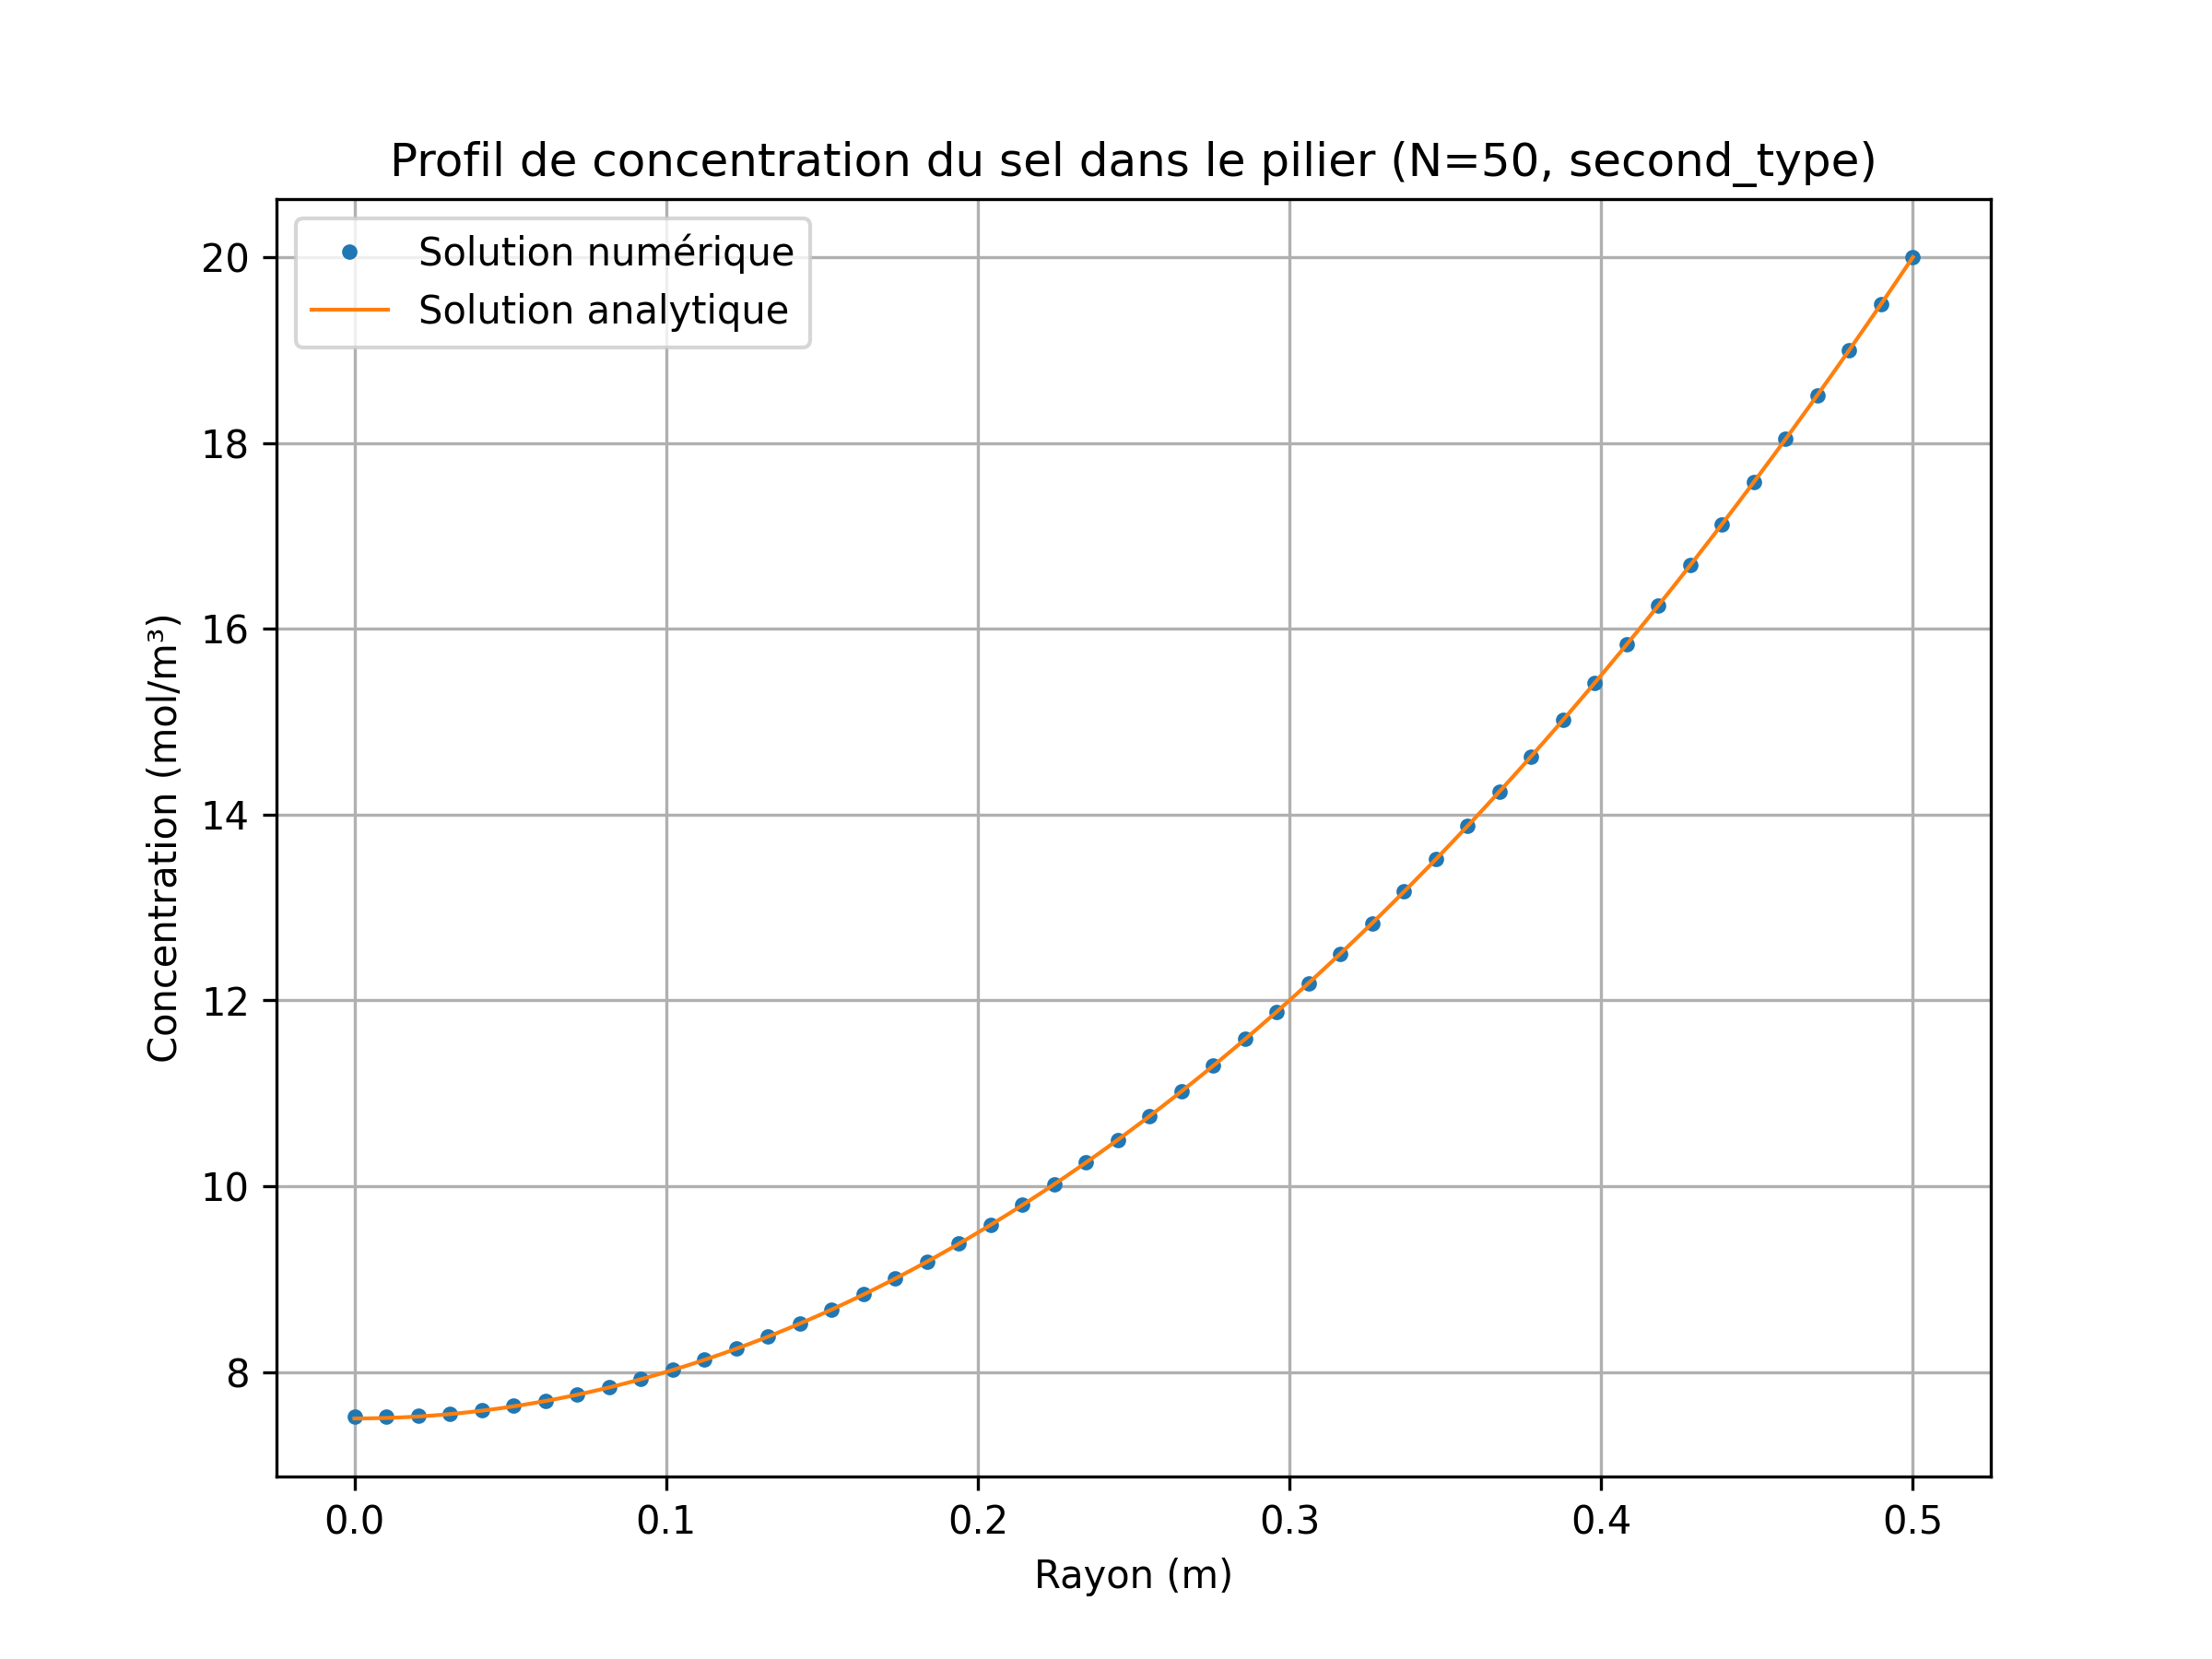 Profil de concentration du sel dans le pilier (N=50, second_type)
Solution numérique
Solution analytique
Concentration (mol/m³)
20
18
16
14
12
10
8
0.0 0.1 0.2 0.3 0.4 0.5
Rayon (m)